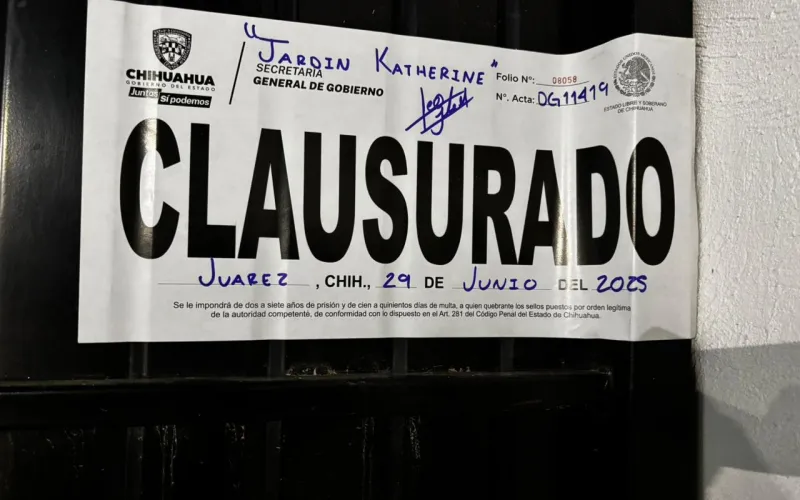 "JARDIN KATHERINE"
CHIHUAHUA
GOBIERNO DEL ESTADO
Juntos Sí podemos
SECRETARÍA
GENERAL DE GOBIERNO
Folio Nº: 08058
Nº. Acta: DG11419
ESTADO LIBRE Y SOBERANO
DE CHIHUAHUA
CLAUSURADO
JUAREZ, CHIH., 29 DE JUNIO DEL 2025
Se le impondrá de dos a siete años de prisión y de cien a quinientos días de multa, a quien quebrante los sellos puestos por orden legítima
de la autoridad competente, de conformidad con lo dispuesto en el Art. 281 del Código Penal del Estado de Chihuahua.